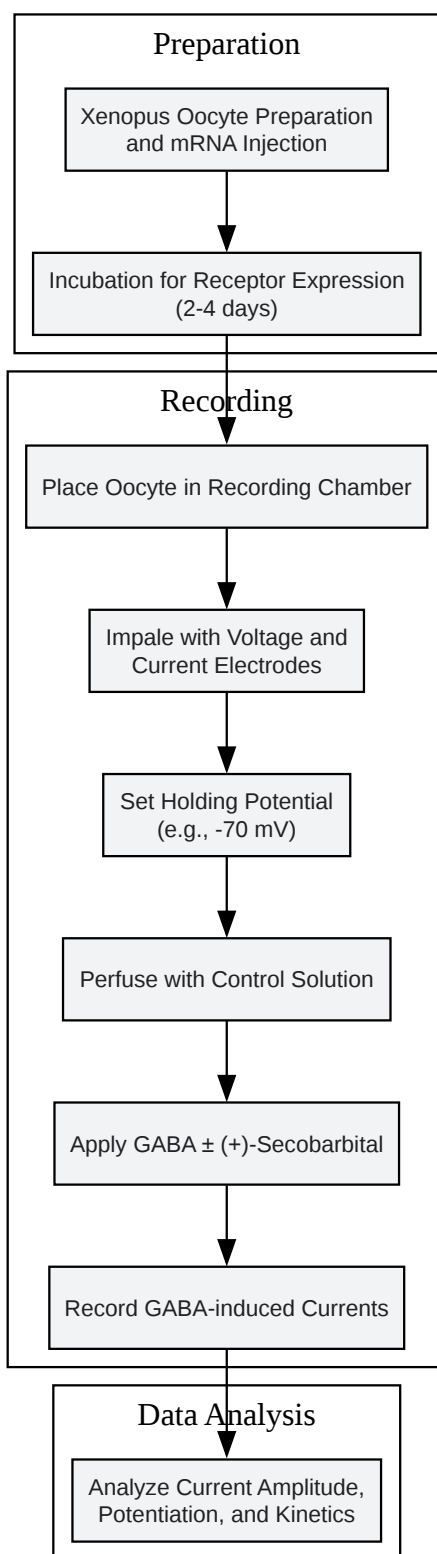 Preparation
Xenopus Oocyte Preparation
and mRNA Injection
Incubation for Receptor Expression
(2-4 days)
Recording
Place Oocyte in Recording Chamber
Impale with Voltage and
Current Electrodes
Set Holding Potential
(e.g., -70 mV)
Perfuse with Control Solution
Apply GABA ± (+)-Secobarbital
Record GABA-induced Currents
Data Analysis
Analyze Current Amplitude,
Potentiation, and Kinetics